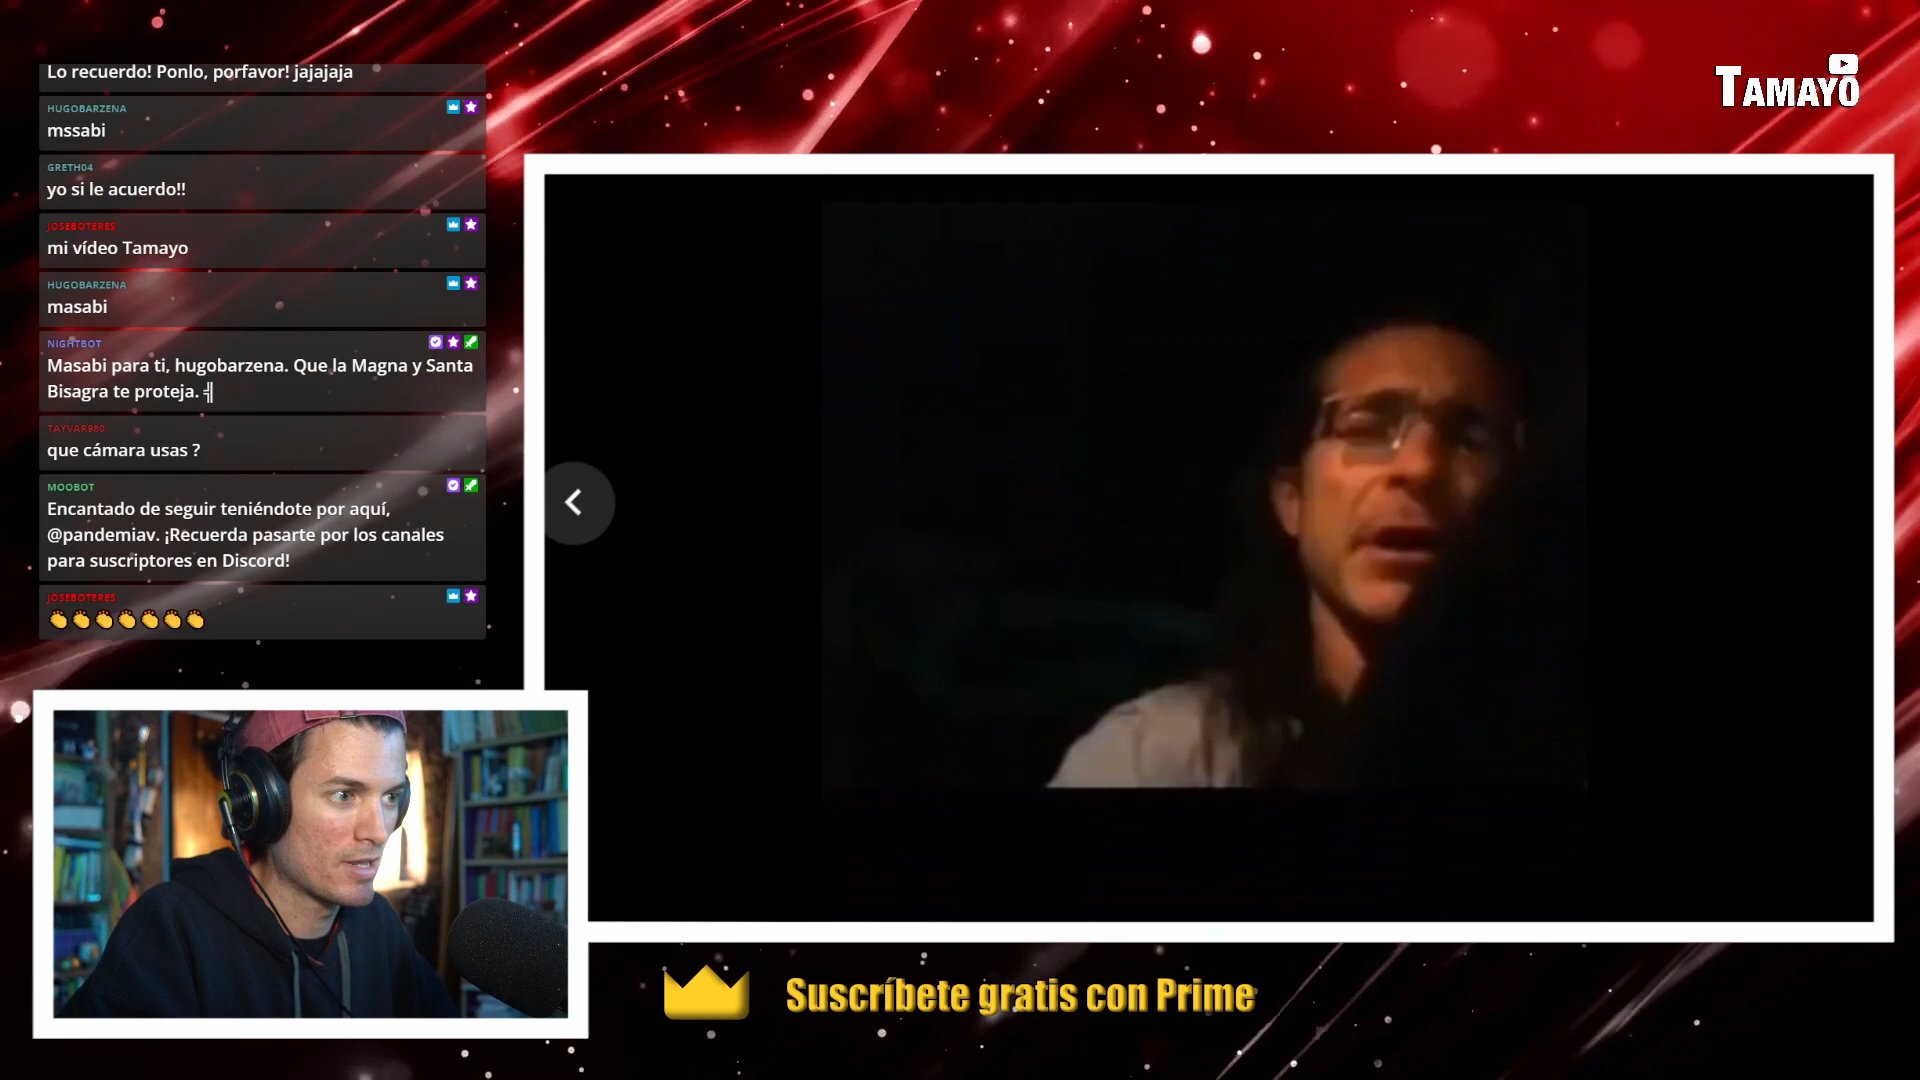 Lo recuerdo! Ponlo, porfavor! jajajaja
HUGOBARZENA
mssabi
GRETH04
yo si le acuerdo!!
JOSEBOTERES
mi vídeo Tamayo
HUGOBARZENA
masabi
NIGHTBOT
Masabi para ti, hugobarzena. Que la Magna y Santa
Bisagra te proteja. ╣
TAYVAR980
que cámara usas ?
MOOBOT
Encantado de seguir teniéndote por aquí,
@pandemiav. ¡Recuerda pasarte por los canales
para suscriptores en Discord!
JOSEBOTERES
👏👏👏👏👏👏👏
TAMAYO
Suscríbete gratis con Prime